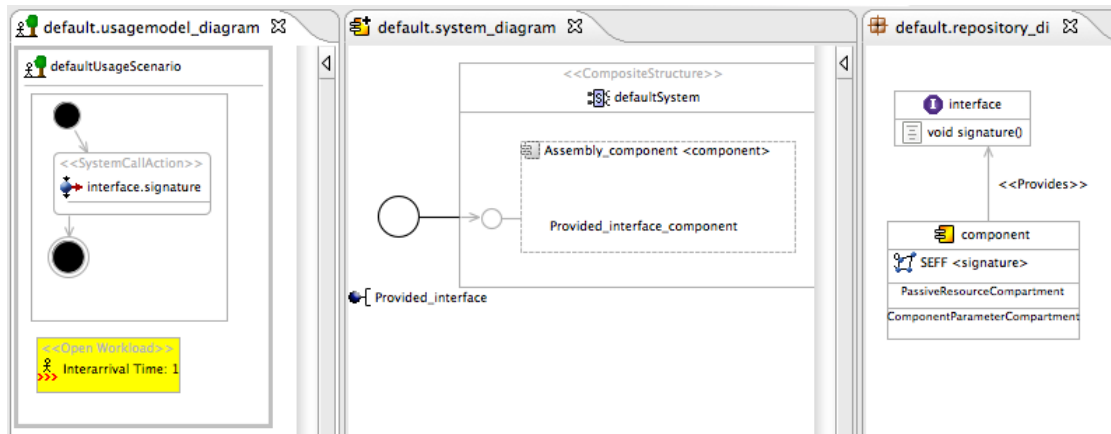 default.usagemodel_diagram
defaultUsageScenario
<<SystemCallAction>>
interface.signature
<<Open Workload>>
Interarrival Time: 1
default.system_diagram
<<CompositeStructure>>
defaultSystem
Assembly_component <component>
Provided_interface_component
Provided_interface
default.repository_di
interface
void signature()
<<Provides>>
component
SEFF <signature>
PassiveResourceCompartment
ComponentParameterCompartment